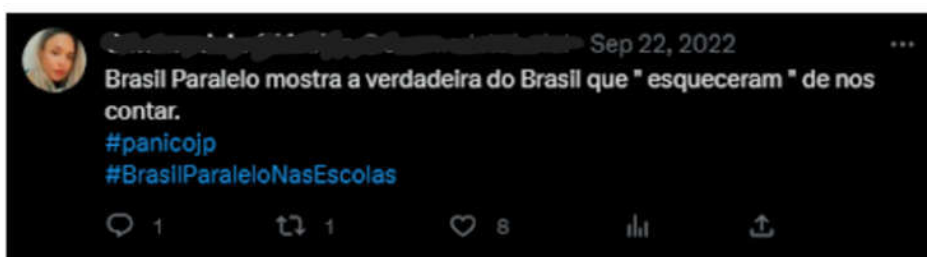 Sep 22, 2022
Brasil Paralelo mostra a verdadeira do Brasil que " esqueceram " de nos
contar.
#panicojp
#BrasilParaleloNasEscolas
1 1 8